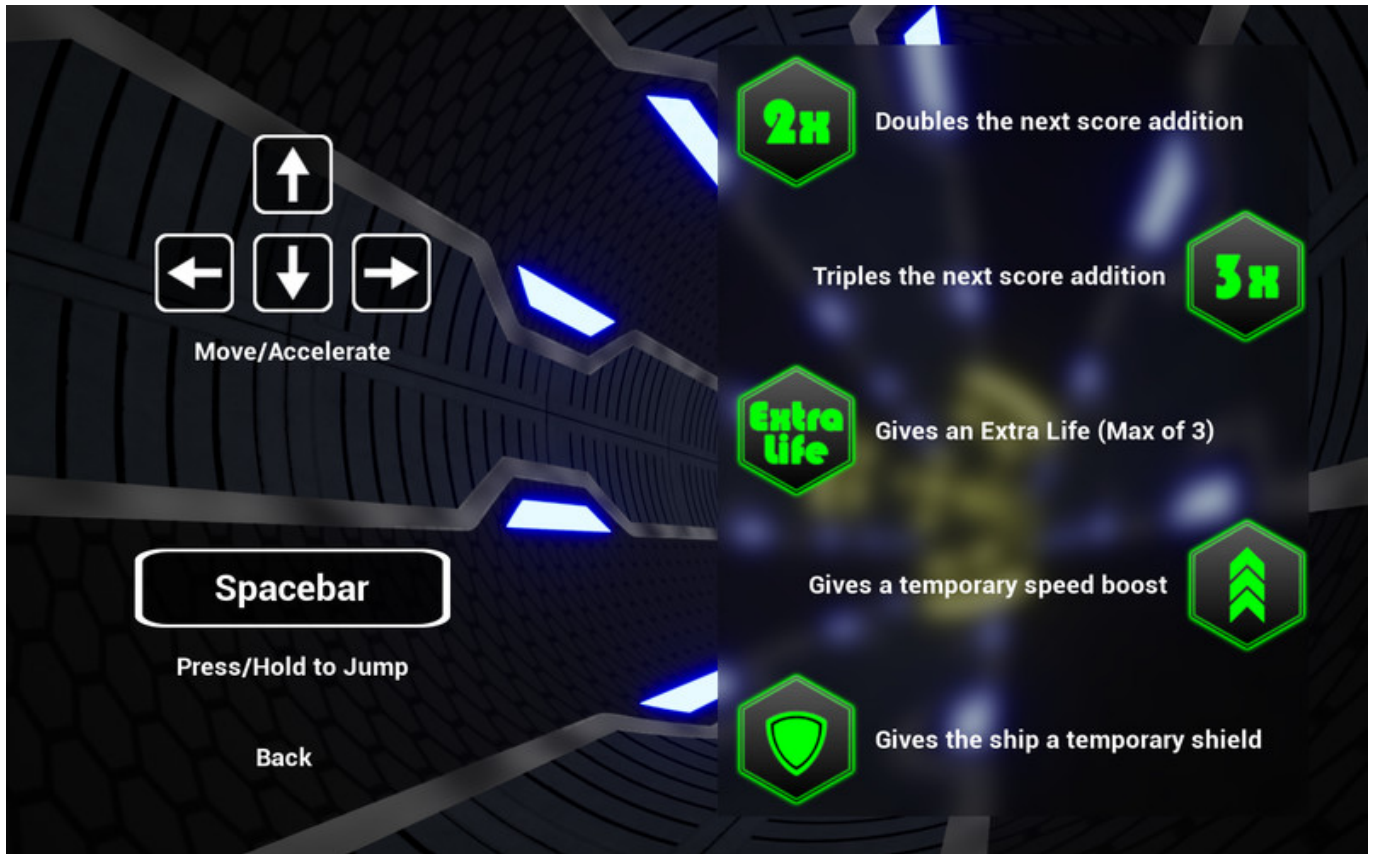 Move/Accelerate
Spacebar
Press/Hold to Jump
Back
2x
Doubles the next score addition
Triples the next score addition
3x
Extra
Life
Gives an Extra Life (Max of 3)
Gives a temporary speed boost
Gives the ship a temporary shield